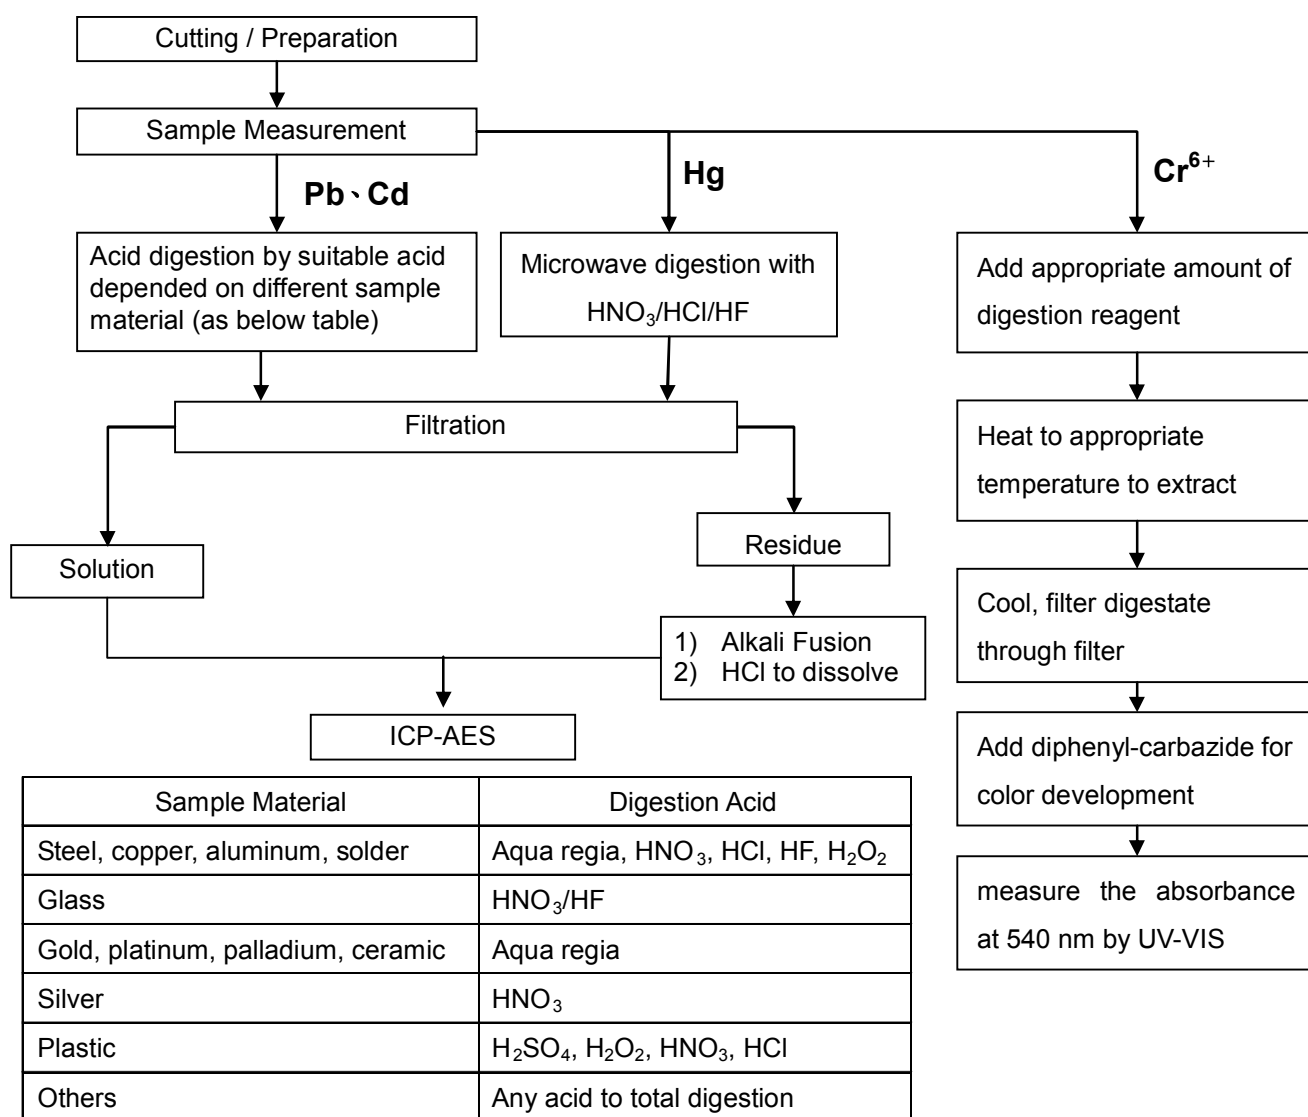 Cutting / Preparation
Sample Measurement
Pb、Cd
Hg
Cr⁶⁺
Acid digestion by suitable acid
depended on different sample
material (as below table)
Microwave digestion with
HNO₃/HCl/HF
Add appropriate amount of
digestion reagent
Filtration
Heat to appropriate
temperature to extract
Solution
Residue
Cool, filter digestate
through filter
1) Alkali Fusion
2) HCl to dissolve
ICP-AES
Add diphenyl-carbazide for
color development
measure the absorbance
at 540 nm by UV-VIS
Sample Material Digestion Acid
Steel, copper, aluminum, solder Aqua regia, HNO₃, HCl, HF, H₂O₂
Glass HNO₃/HF
Gold, platinum, palladium, ceramic Aqua regia
Silver HNO₃
Plastic H₂SO₄, H₂O₂, HNO₃, HCl
Others Any acid to total digestion